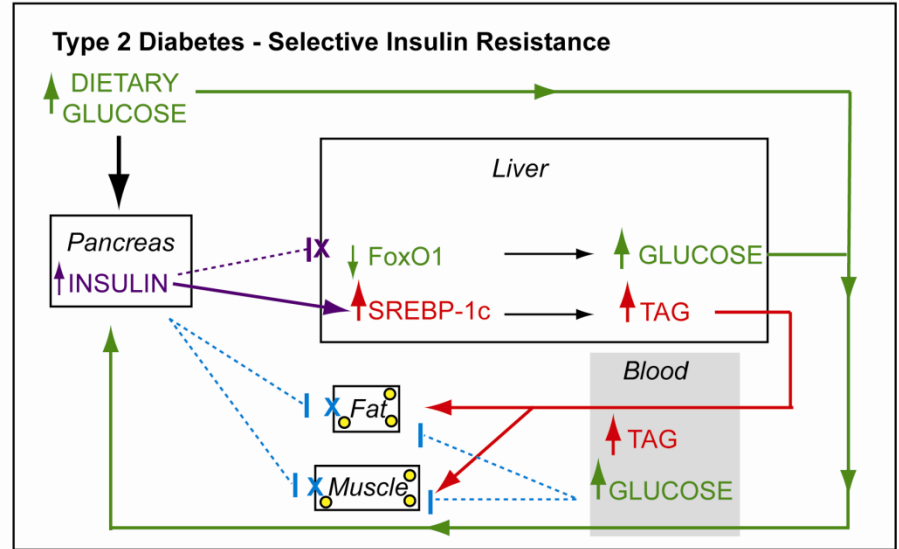 Type 2 Diabetes - Selective Insulin Resistance
DIETARY
GLUCOSE
Liver
Pancreas
INSULIN
X
FoxO1
GLUCOSE
SREBP-1c
TAG
Blood
X
Fat
TAG
X
Muscle
GLUCOSE